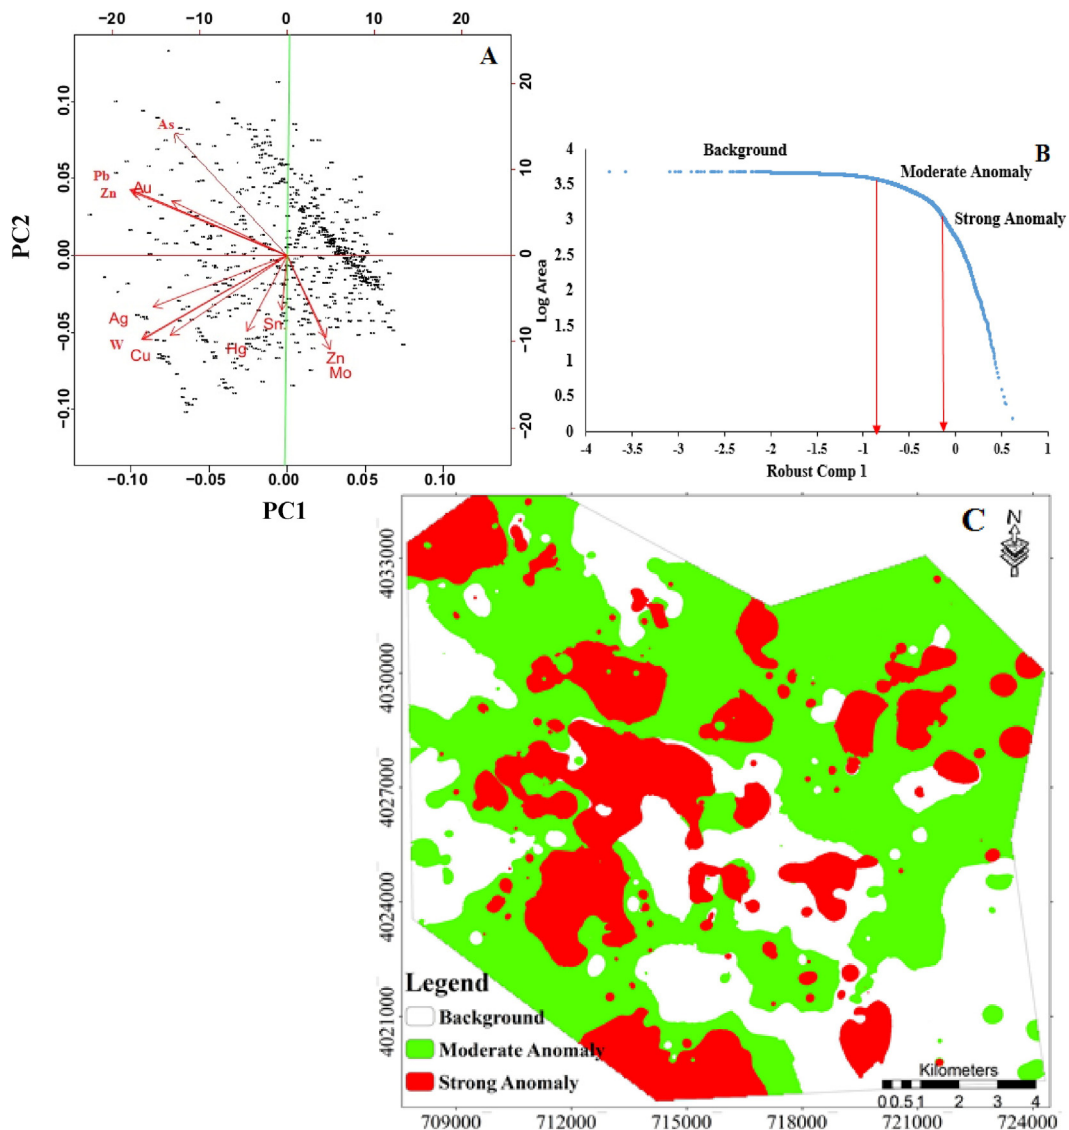 −20 −10 0 10 20
A
0.10
0.05
0.00
−0.05
−0.10
PC2
20
10
0
−10
−20
As
Pb
Zn
Au
Ag
W
Cu
Hg
Sn
Zn
Mo
−0.10 −0.05 0.00 0.05 0.10
PC1
B
Background
Moderate Anomaly
Strong Anomaly
Log Area
4
3.5
3
2.5
2
1.5
1
0.5
0
-4 -3.5 -3 -2.5 -2 -1.5 -1 -0.5 0 0.5 1
Robust Comp 1
C
N
4033000
4030000
4027000
4024000
4021000
Legend
Background
Moderate Anomaly
Strong Anomaly
Kilometers
0 0.5 1 2 3 4
709000 712000 715000 718000 721000 724000